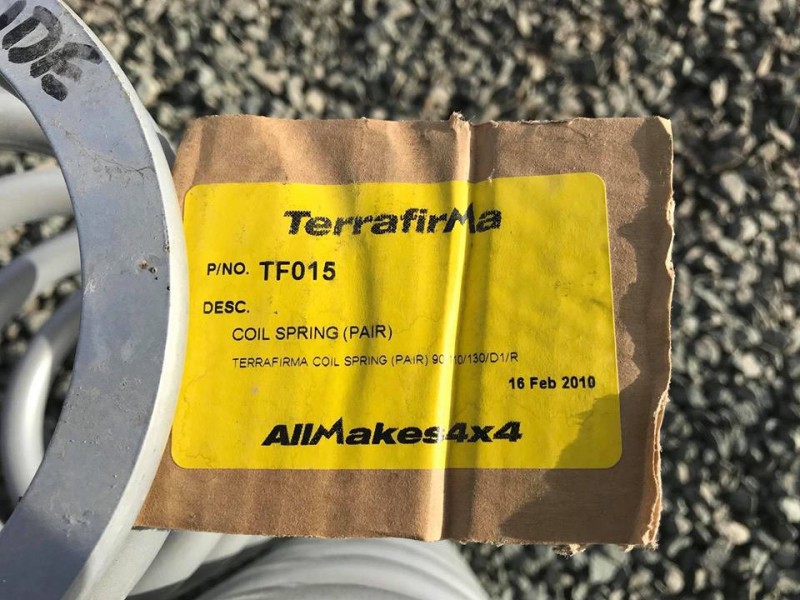 TerrafirMa
P/NO. TF015
DESC.
COIL SPRING (PAIR)
TERRAFIRMA COIL SPRING (PAIR) 90/110/130/D1/R
16 Feb 2010
AllMakes4x4